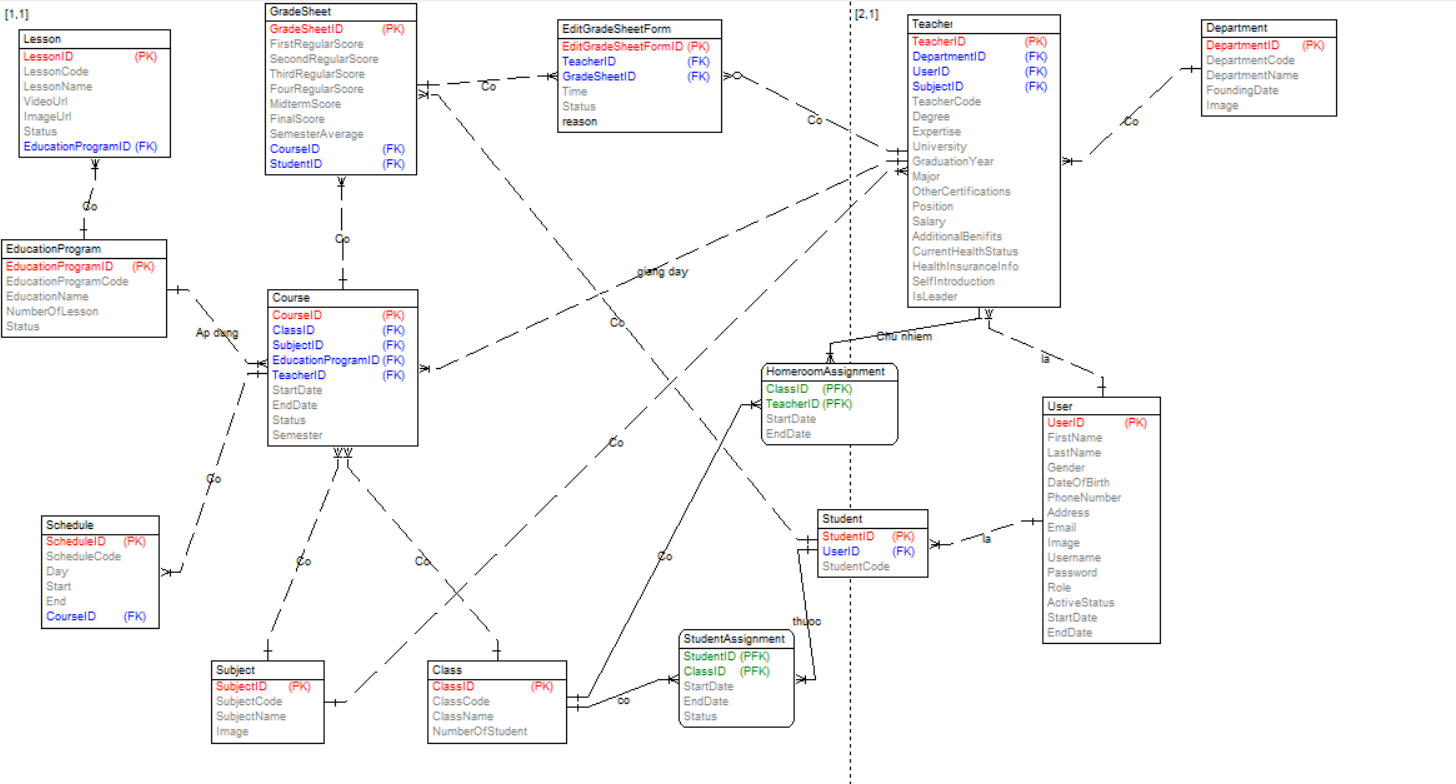 [1,1]
Lesson
LessonID (PK)
LessonCode
LessonName
VideoUrl
ImageUrl
Status
EducationProgramID (FK)
Co
EducationProgram
EducationProgramID (PK)
EducationProgramCode
EducationName
NumberOfLesson
Status
Ap dung
GradeSheet
GradeSheetID (PK)
FirstRegularScore
SecondRegularScore
ThirdRegularScore
FourRegularScore
MidtermScore
FinalScore
SemesterAverage
CourseID (FK)
StudentID (FK)
Co
Co
EditGradeSheetForm
EditGradeSheetFormID (PK)
TeacherID (FK)
GradeSheetID (FK)
Time
Status
reason
Co
Course
CourseID (PK)
ClassID (FK)
SubjectID (FK)
EducationProgramID (FK)
TeacherID (FK)
StartDate
EndDate
Status
Semester
giang day
Co
Co
Co
Schedule
ScheduleID (PK)
ScheduleCode
Day
Start
End
CourseID (FK)
Co
Co
Co
Subject
SubjectID (PK)
SubjectCode
SubjectName
Image
Class
ClassID (PK)
ClassCode
ClassName
NumberOfStudent
co
StudentAssignment
StudentID (PFK)
ClassID (PFK)
StartDate
EndDate
Status
thuoc
[2,1]
Teacher
TeacherID (PK)
DepartmentID (FK)
UserID (FK)
SubjectID (FK)
TeacherCode
Degree
Expertise
University
GraduationYear
Major
OtherCertifications
Position
Salary
AdditionalBenifits
CurrentHealthStatus
HealthInsuranceInfo
SelfIntroduction
IsLeader
Co
Department
DepartmentID (PK)
DepartmentCode
DepartmentName
FoundingDate
Image
Chu nhiem
la
HomeroomAssignment
ClassID (PFK)
TeacherID (PFK)
StartDate
EndDate
Student
StudentID (PK)
UserID (FK)
StudentCode
la
User
UserID (PK)
FirstName
LastName
Gender
DateOfBirth
PhoneNumber
Address
Email
Image
Username
Password
Role
ActiveStatus
StartDate
EndDate